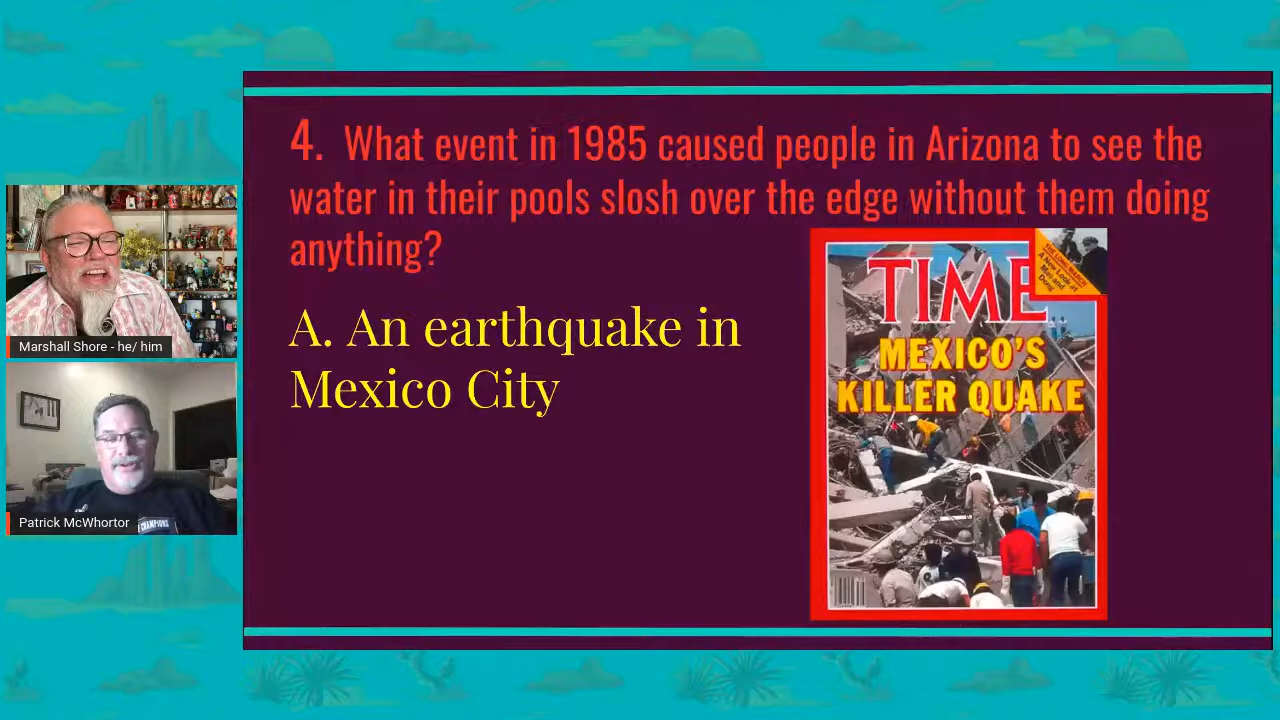 4. What event in 1985 caused people in Arizona to see the
water in their pools slosh over the edge without them doing
anything?
A. An earthquake in
Mexico City
TIME
MEXICO'S
KILLER QUAKE
Marshall Shore - he/ him
Patrick McWhortor
CHAMPIONS